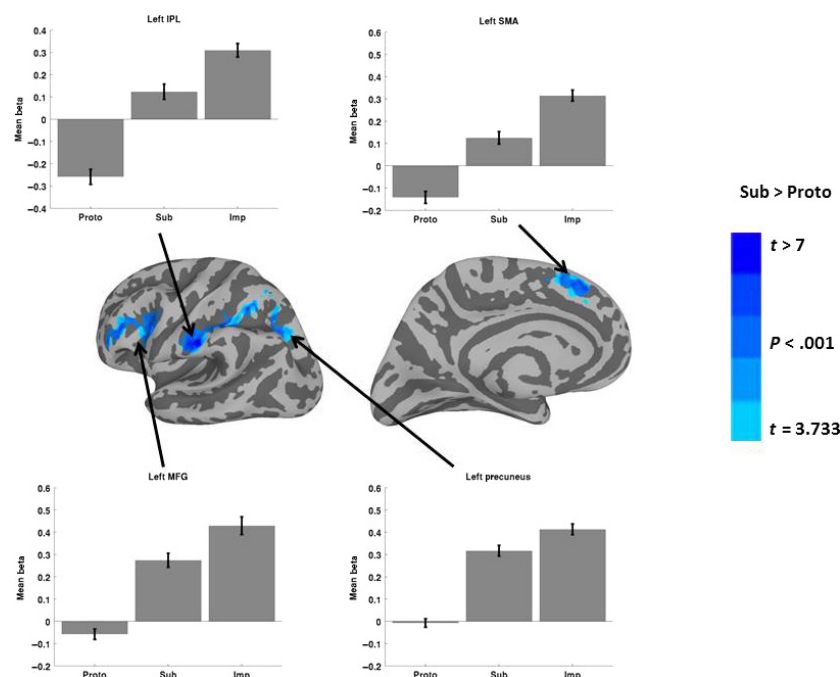 Left IPL
0.4
0.3
0.2
0.1
0
−0.1
−0.2
−0.3
−0.4
Mean beta
Proto Sub Imp
Left SMA
0.6
0.5
0.4
0.3
0.2
0.1
0
−0.1
−0.2
Mean beta
Proto Sub Imp
Sub > Proto
t > 7
P < .001
t = 3.733
Left MFG
0.6
0.5
0.4
0.3
0.2
0.1
0
−0.1
−0.2
Mean beta
Proto Sub Imp
Left precuneus
0.6
0.5
0.4
0.3
0.2
0.1
0
−0.1
−0.2
Mean beta
Proto Sub Imp